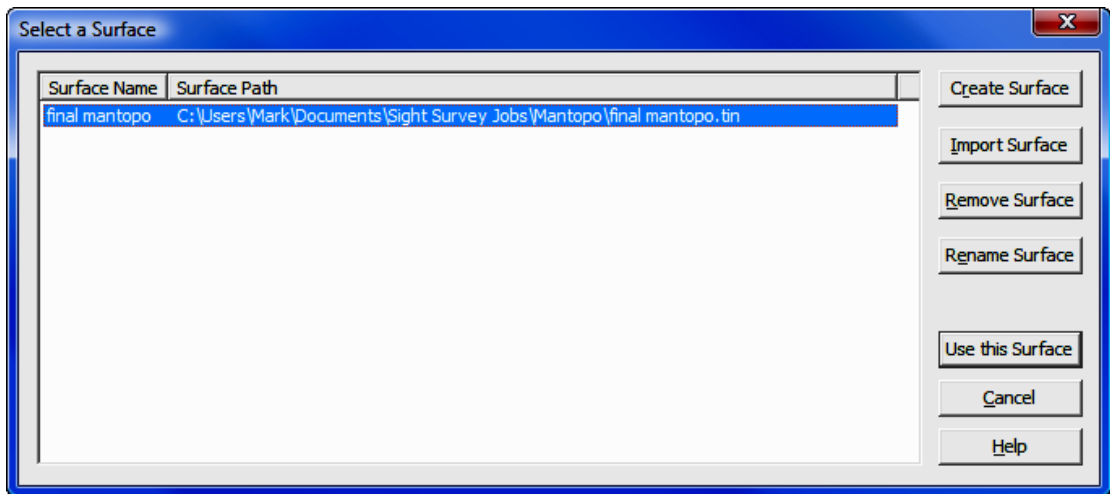 Select a Surface
Surface Name Surface Path
final mantopo C:\Users\Mark\Documents\Sight Survey Jobs\Mantopo\final mantopo.tin
Create Surface
Import Surface
Remove Surface
Rename Surface
Use this Surface
Cancel
Help